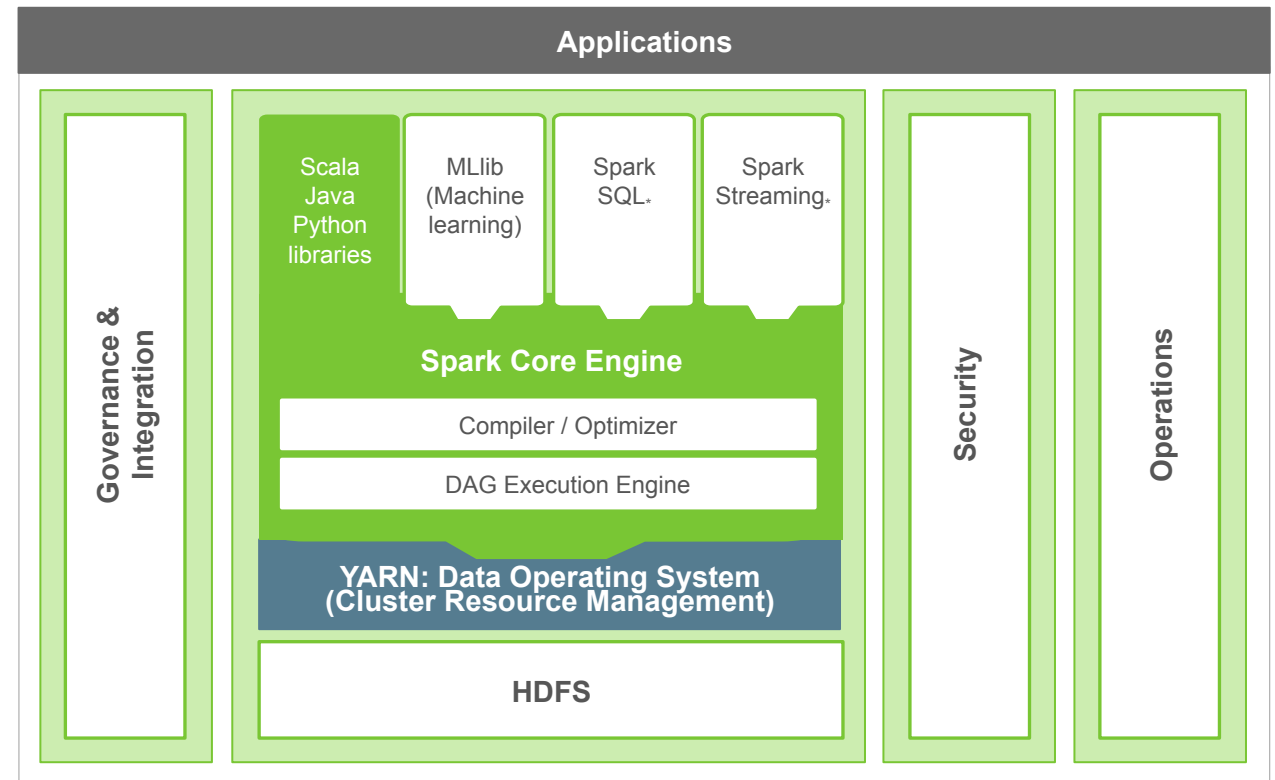 Applications
Governance &
Integration
Scala
Java
Python
libraries
MLlib
(Machine
learning)
Spark
SQL*
Spark
Streaming*
Spark Core Engine
Compiler / Optimizer
DAG Execution Engine
YARN: Data Operating System
(Cluster Resource Management)
HDFS
Security
Operations